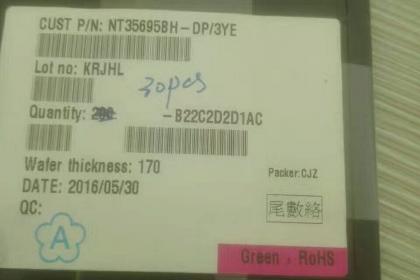 CUST P/N: NT35695BH-DP/3YE
Lot no: KRJHL
30pcs
Quantity: -B22C2D2D1AC
Wafer thickness: 170
Packer:CJZ
DATE: 2016/05/30
QC:
A
尾數絡
Green , RoHS